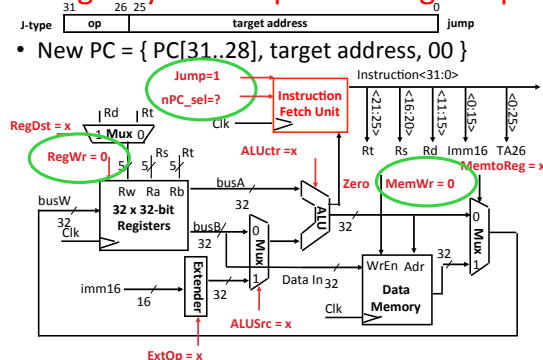 31 26 25 0
J-type op target address jump
• New PC = { PC[31..28], target address, 00 }
Jump=1
nPC_sel=?
Instruction
Fetch Unit
Clk
Instruction<31:0>
<21:25>
<16:20>
<11:15>
<0:15>
<0:25>
Rt Rs Rd Imm16 TA26
Rd Rt
RegDst = x
1 Mux 0
RegWr = 0
Rs Rt
5 5 5
ALUctr =x
MemtoReg = x
Zero
MemWr = 0
Rw Ra Rb
busA
busW
32
32
32 x 32-bit
Registers
Clk
busB
32
ALU
32
0
Mux
1
32
0
Mux
1
WrEn Adr
Data In 32
Data
Memory
Clk
32
imm16
16
Extender
32
ALUSrc = x
ExtOp = x